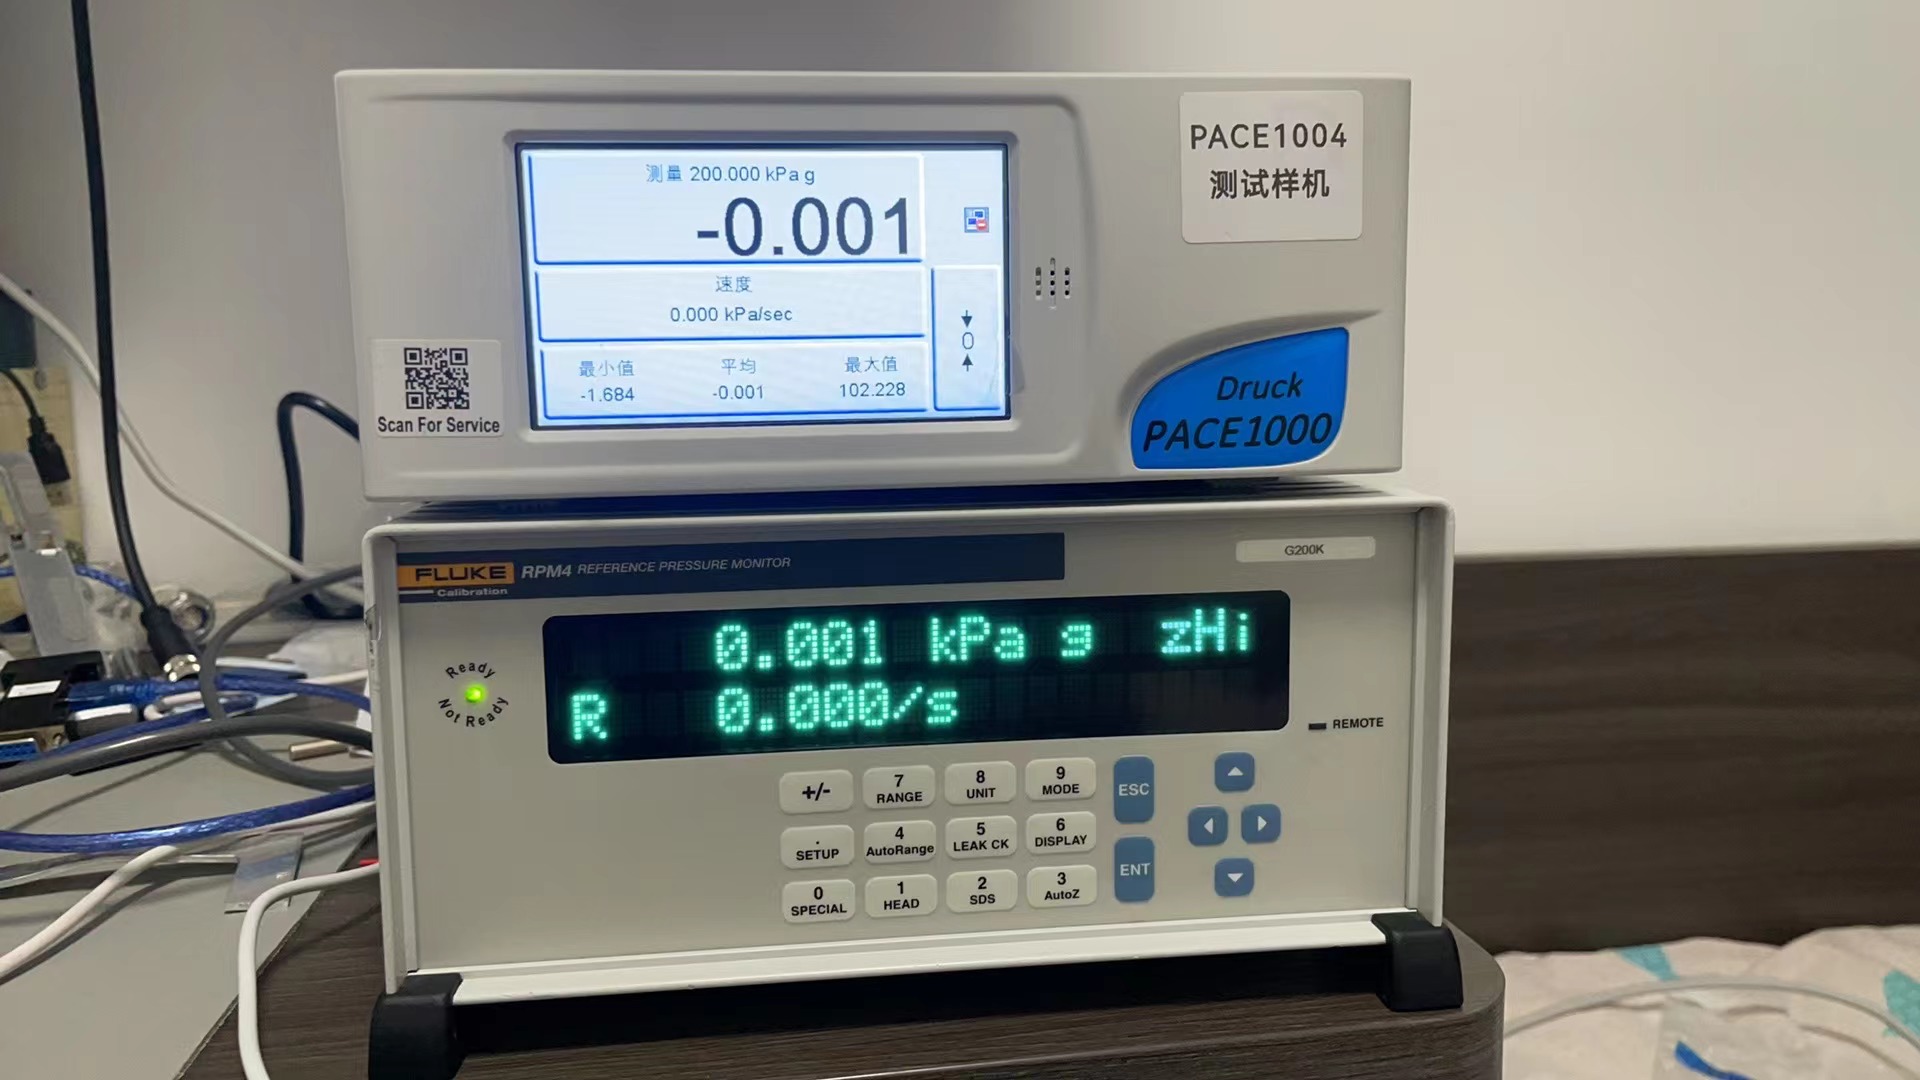 测量 200.000 kPa g
-0.001
速度
0.000 kPa/sec
最小值 平均 最大值
-1.684 -0.001 102.228
0
PACE1004
测试样机
Scan For Service
Druck
PACE1000
FLUKE RPM4 REFERENCE PRESSURE MONITOR
Calibration
G200K
0.001 kPa g zHi
R 0.000/s
Ready
Not Ready
REMOTE
+/- 7 8 9 ESC
RANGE UNIT MODE
. 4 5 6
SETUP AutoRange LEAK CK DISPLAY
ENT
0 1 2 3
SPECIAL HEAD SDS AutoZ